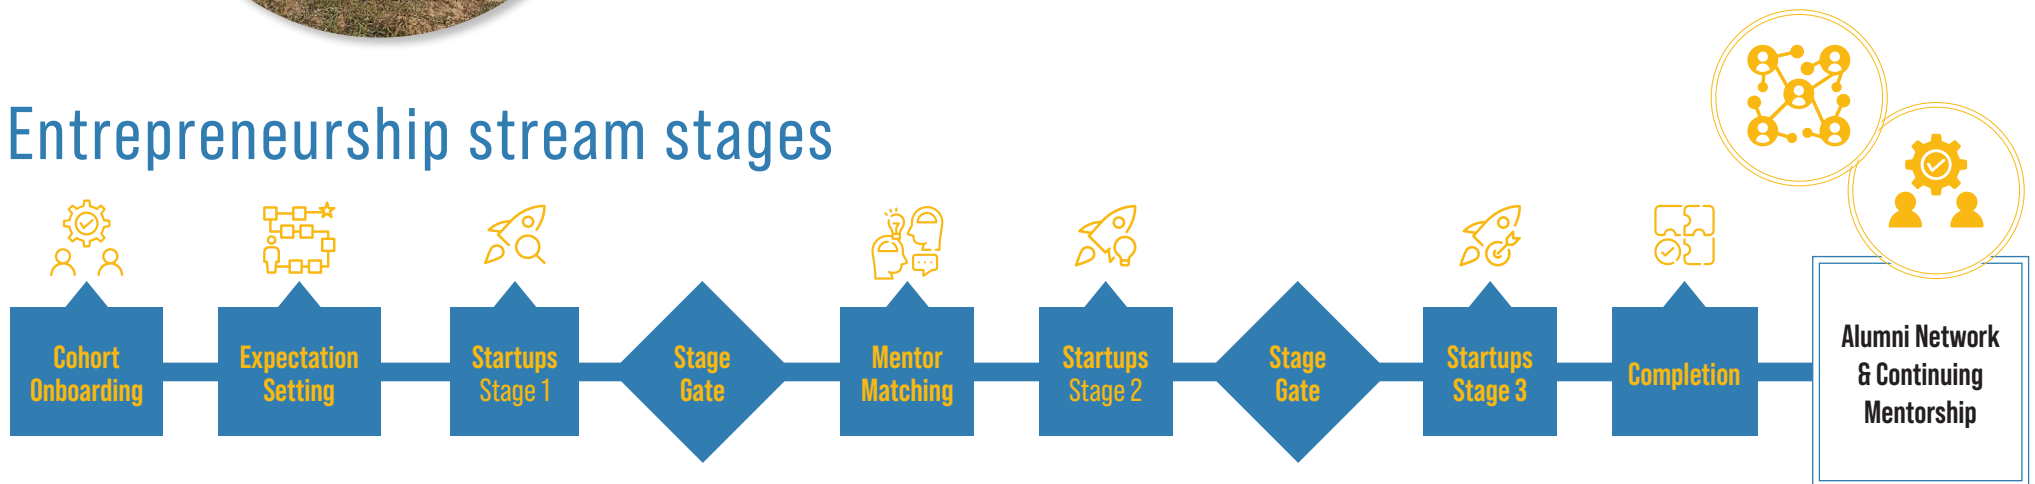 Entrepreneurship stream stages
Cohort
Onboarding
Expectation
Setting
Startups
Stage 1
Stage
Gate
Mentor
Matching
Startups
Stage 2
Stage
Gate
Startups
Stage 3
Completion
Alumni Network
& Continuing
Mentorship